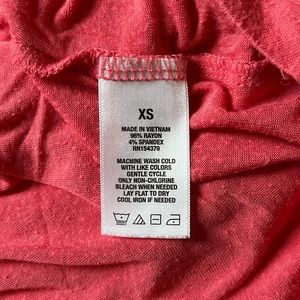 XS
MADE IN VIETNAM
96% RAYON
4% SPANDEX
RN154379
MACHINE WASH COLD
WITH LIKE COLORS
GENTLE CYCLE
ONLY NON-CHLORINE
BLEACH WHEN NEEDED
LAY FLAT TO DRY
COOL IRON IF NEEDED